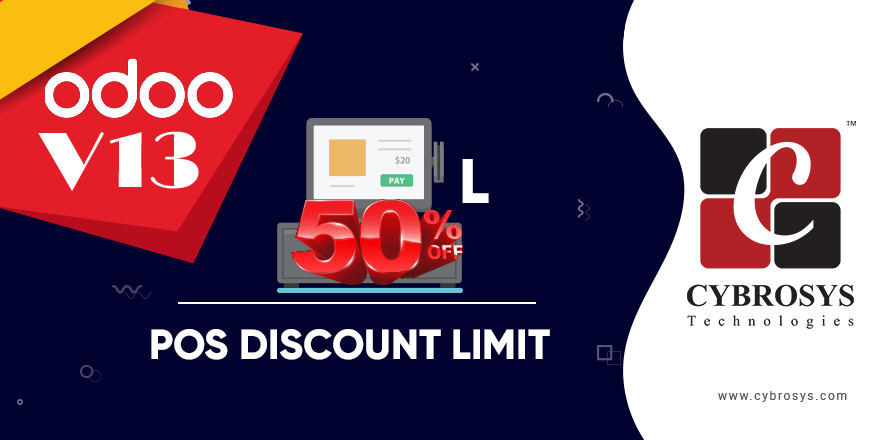 odoo
V13
$20
PAY
L
50%
OFF
POS DISCOUNT LIMIT
C
TM
CYBROSYS
Technologies
www.cybrosys.com